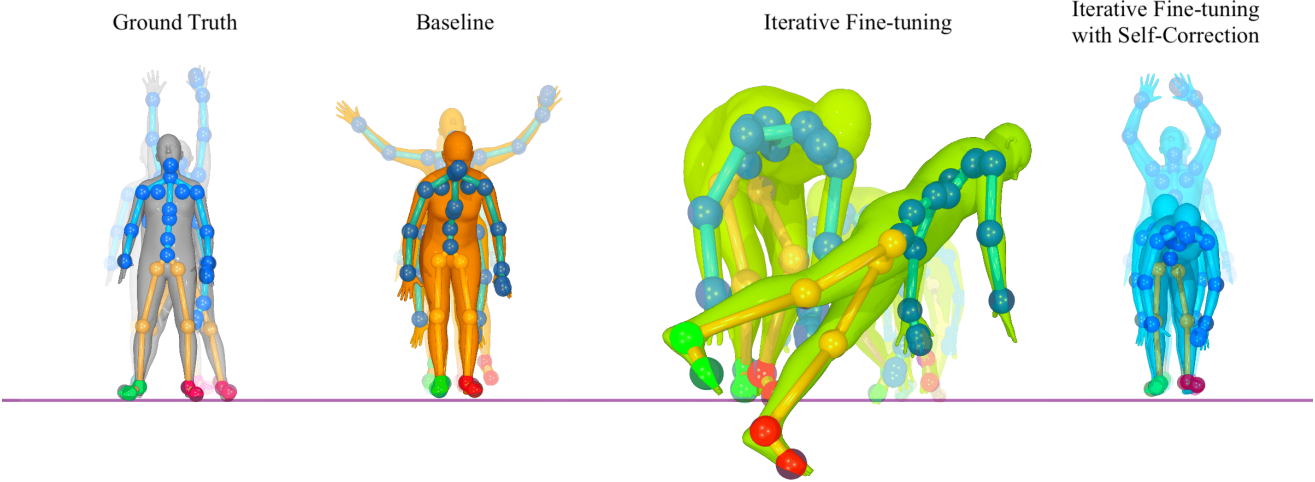 Ground Truth
Baseline
Iterative Fine-tuning
Iterative Fine-tuning
with Self-Correction